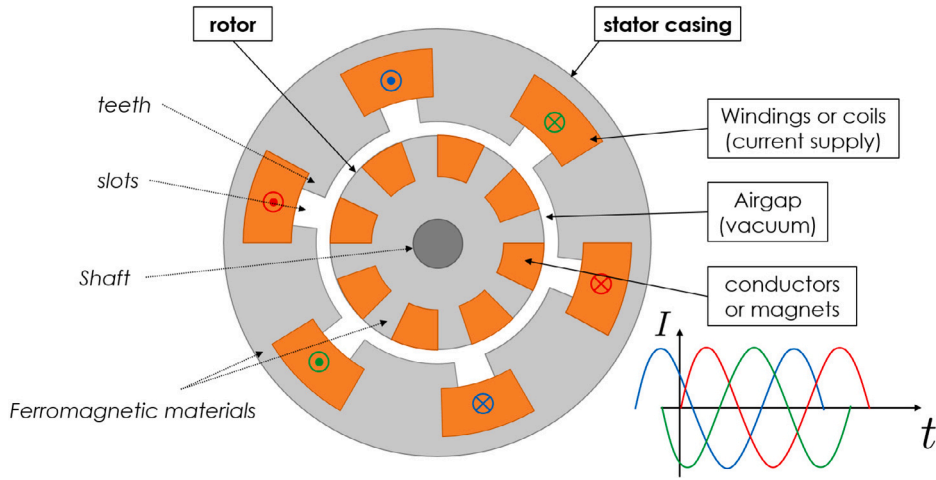 rotor
stator casing
teeth
Windings or coils
(current supply)
slots
Airgap
(vacuum)
Shaft
conductors
or magnets
I
Ferromagnetic materials
t